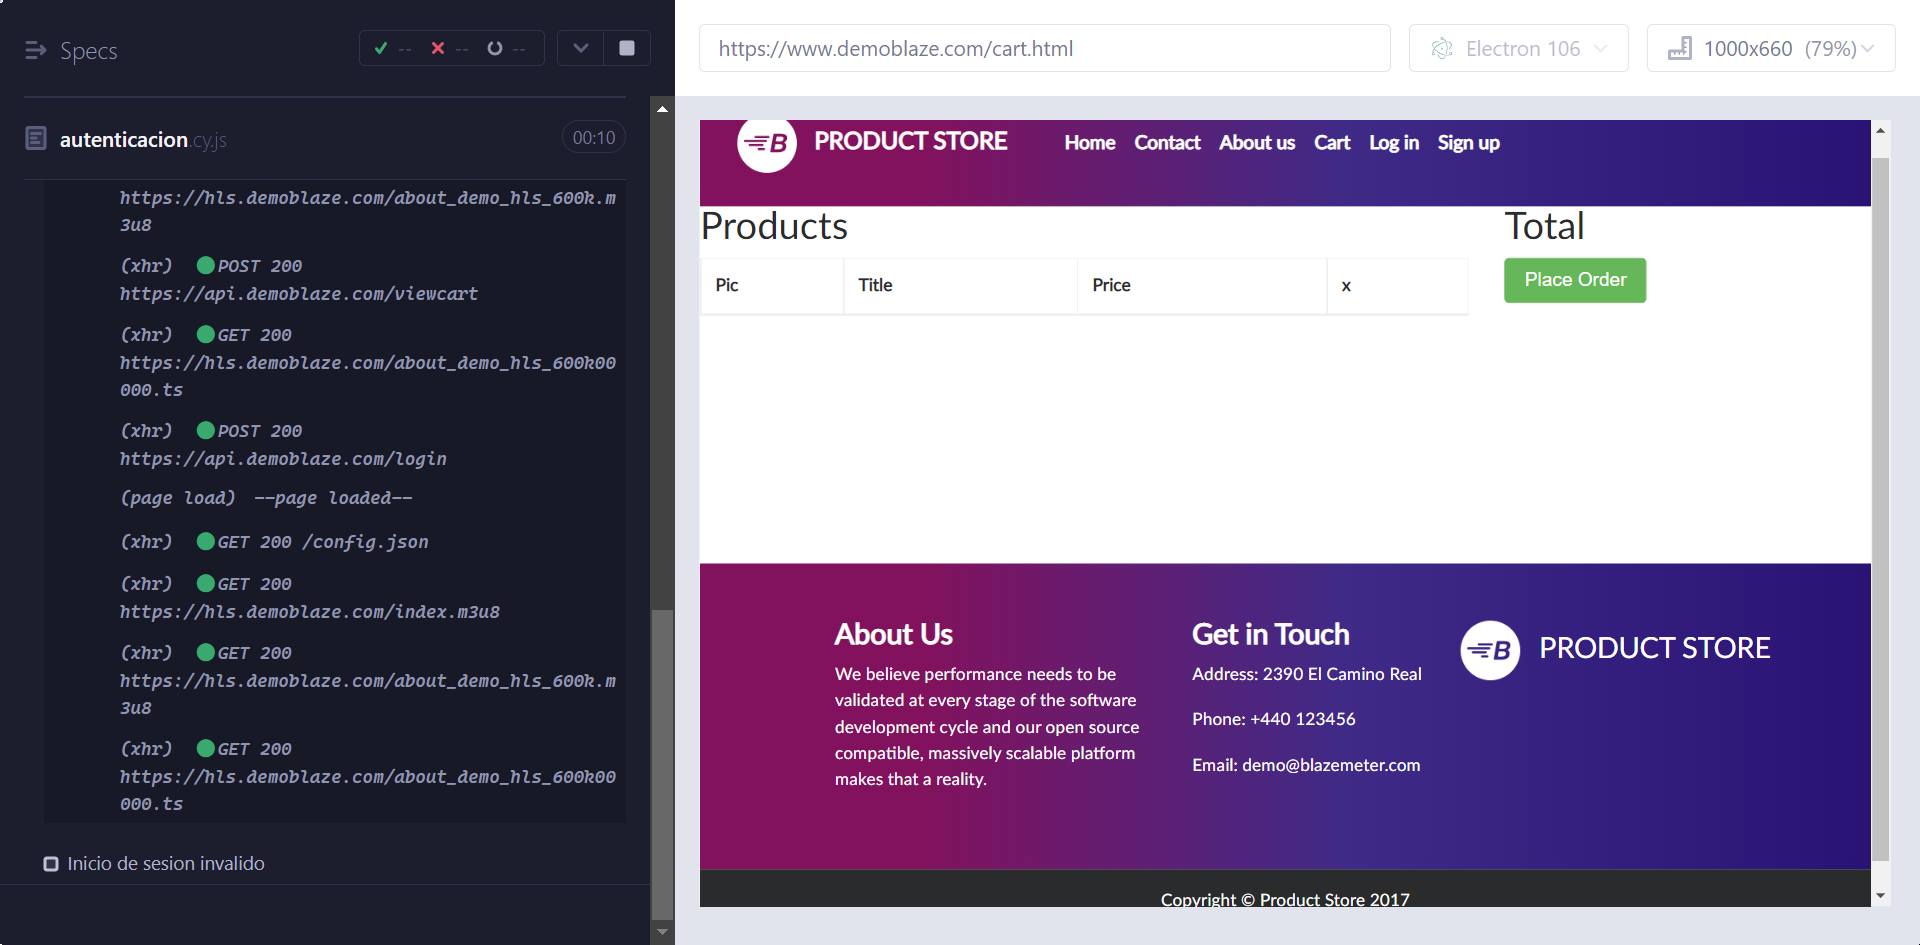 Specs
--
--
--
autenticacion.cy.js
00:10
https://hls.demoblaze.com/about_demo_hls_600k.m
3u8
(xhr) POST 200
https://api.demoblaze.com/viewcart
(xhr) GET 200
https://hls.demoblaze.com/about_demo_hls_600k00
000.ts
(xhr) POST 200
https://api.demoblaze.com/login
(page load) --page loaded--
(xhr) GET 200 /config.json
(xhr) GET 200
https://hls.demoblaze.com/index.m3u8
(xhr) GET 200
https://hls.demoblaze.com/about_demo_hls_600k.m
3u8
(xhr) GET 200
https://hls.demoblaze.com/about_demo_hls_600k00
000.ts
Inicio de sesion invalido
https://www.demoblaze.com/cart.html
Electron 106
1000x660 (79%)
B PRODUCT STORE
Home Contact About us Cart Log in Sign up
Products
Pic Title Price x
Total
Place Order
About Us
We believe performance needs to be
validated at every stage of the software
development cycle and our open source
compatible, massively scalable platform
makes that a reality.
Get in Touch
Address: 2390 El Camino Real
Phone: +440 123456
Email: demo@blazemeter.com
B PRODUCT STORE
Copyright © Product Store 2017